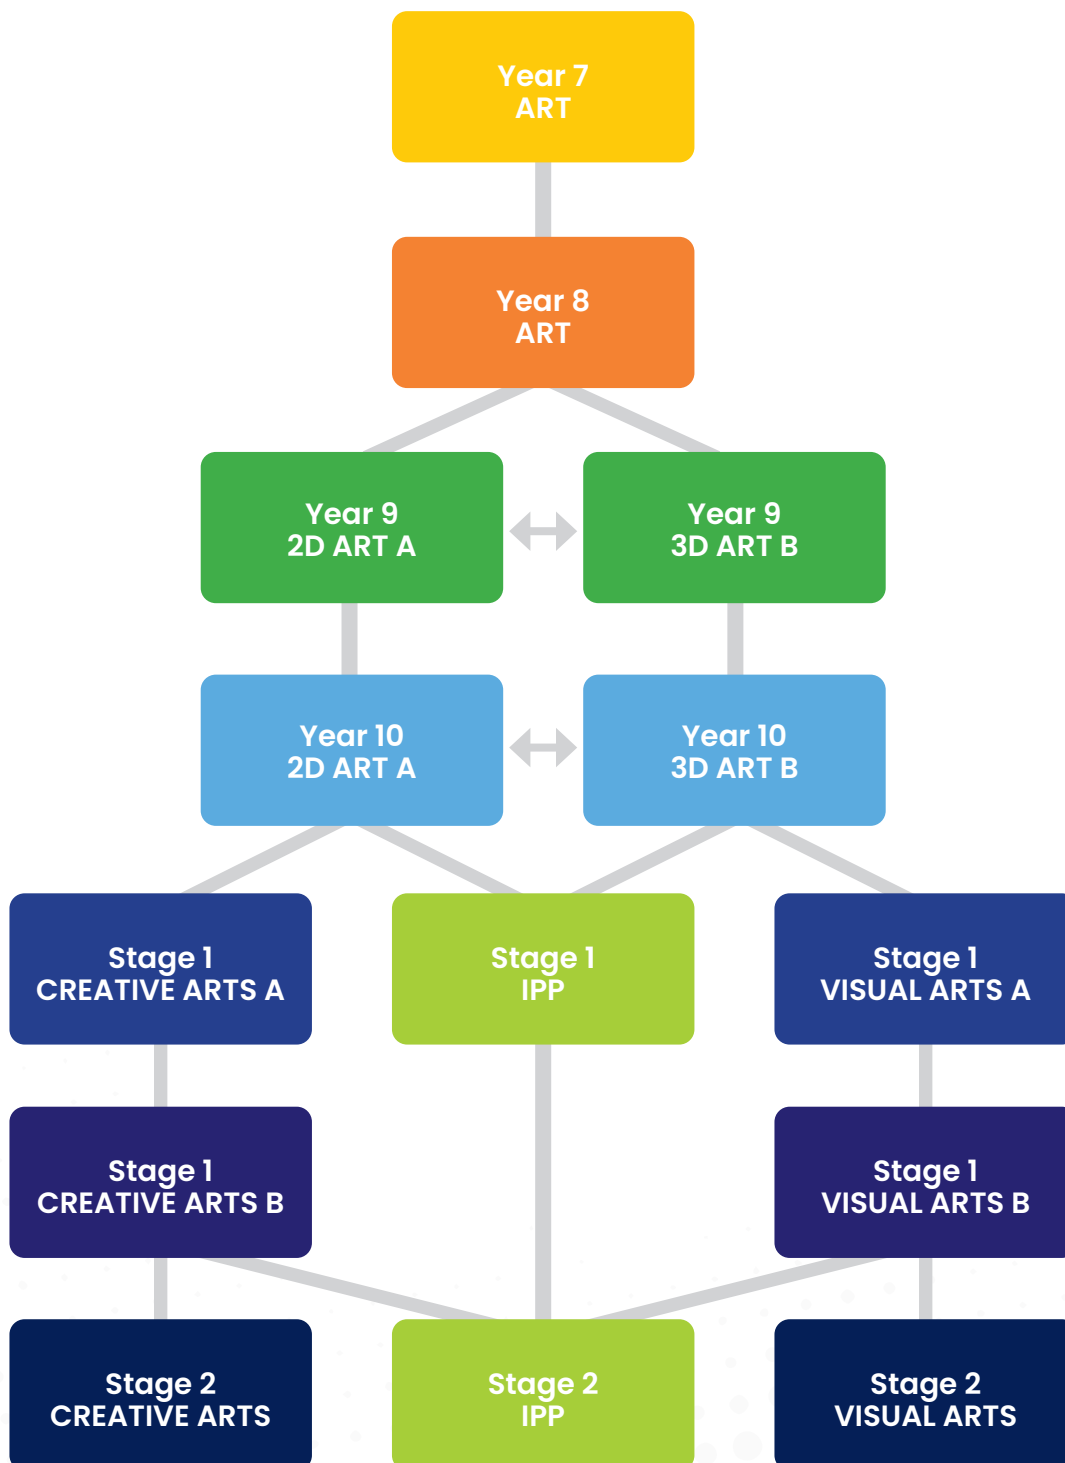 Year 7
ART
Year 8
ART
Year 9
2D ART A
Year 9
3D ART B
Year 10
2D ART A
Year 10
3D ART B
Stage 1
CREATIVE ARTS A
Stage 1
IPP
Stage 1
VISUAL ARTS A
Stage 1
CREATIVE ARTS B
Stage 1
VISUAL ARTS B
Stage 2
CREATIVE ARTS
Stage 2
IPP
Stage 2
VISUAL ARTS